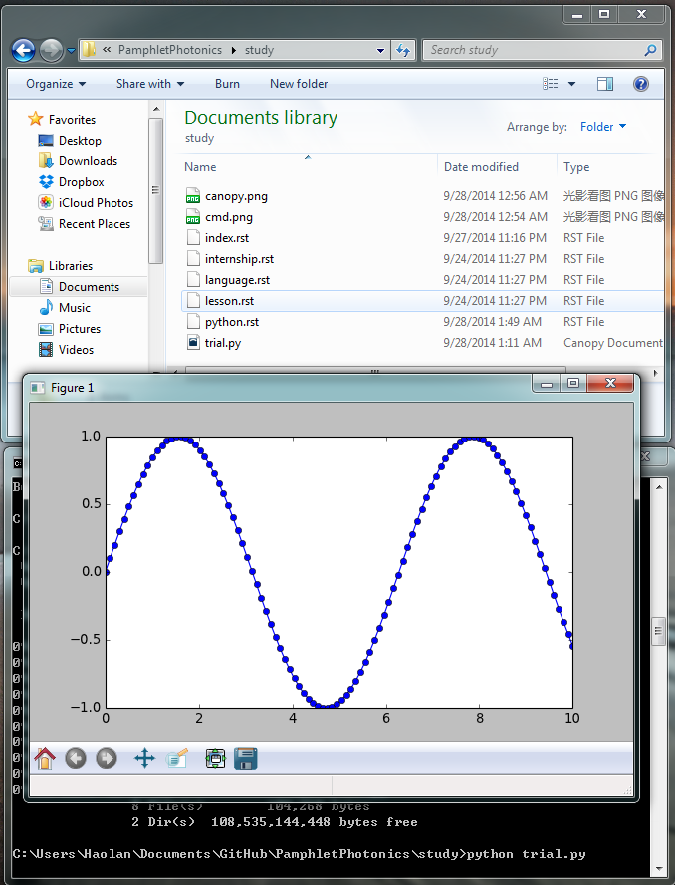 PamphletPhotonics study
Search study
Organize Share with Burn New folder
Favorites
Desktop
Downloads
Dropbox
iCloud Photos
Recent Places
Libraries
Documents
Music
Pictures
Videos
Documents library
study
Arrange by: Folder
Name Date modified Type
canopy.png 9/28/2014 12:56 AM 光影看图 PNG 图像
cmd.png 9/28/2014 12:54 AM 光影看图 PNG 图像
index.rst 9/27/2014 11:16 PM RST File
internship.rst 9/24/2014 11:27 PM RST File
language.rst 9/24/2014 11:27 PM RST File
lesson.rst 9/24/2014 11:27 PM RST File
python.rst 9/28/2014 1:49 AM RST File
trial.py 9/28/2014 1:11 AM Canopy Document
Figure 1
1.0
0.5
0.0
−0.5
−1.0
0 2 4 6 8 10
8 File(s) 104,268 bytes
2 Dir(s) 108,535,144,448 bytes free
C:\Users\Haolan\Documents\GitHub\PamphletPhotonics\study>python trial.py